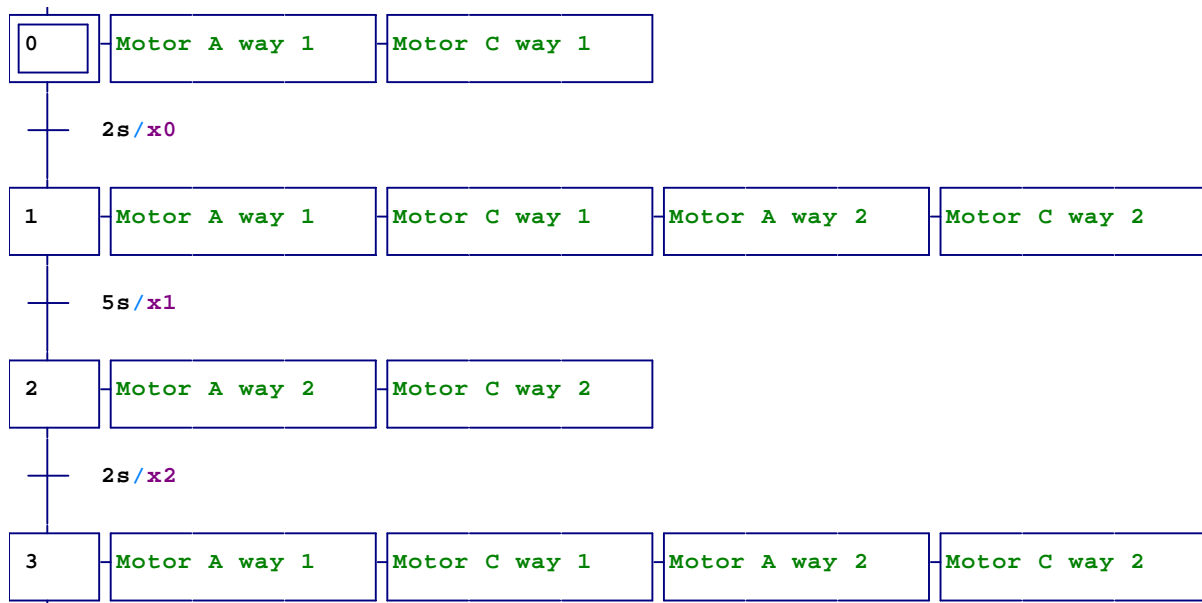 0 Motor A way 1 Motor C way 1
2s/x0
1 Motor A way 1 Motor C way 1 Motor A way 2 Motor C way 2
5s/x1
2 Motor A way 2 Motor C way 2
2s/x2
3 Motor A way 1 Motor C way 1 Motor A way 2 Motor C way 2